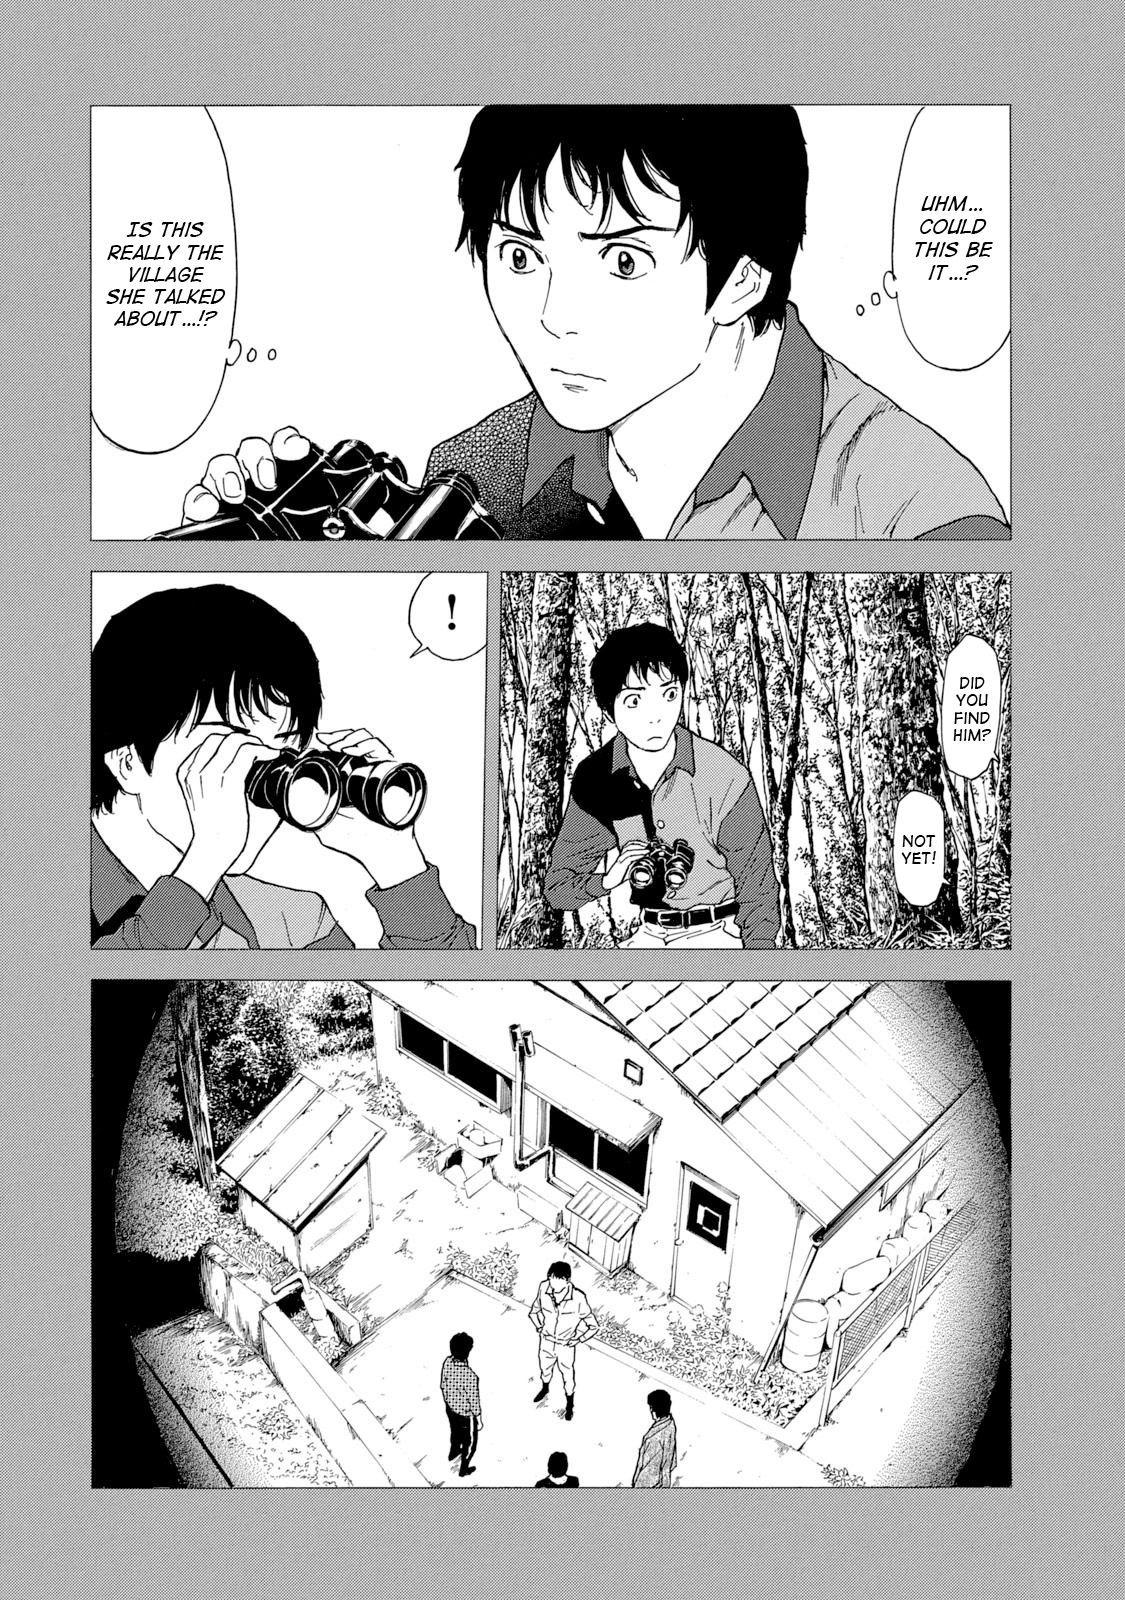 UHM...
COULD
THIS BE
IT...?
IS THIS
REALLY THE
VILLAGE
SHE TALKED
ABOUT...!?
DID
YOU
FIND
HIM?
NOT
YET!
!